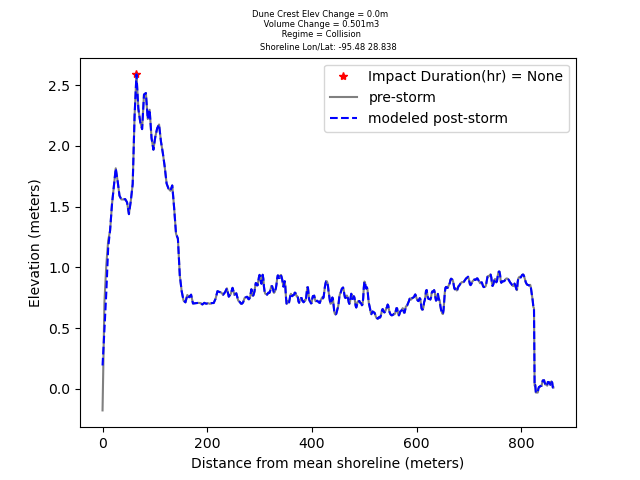 Dune Crest Elev Change = 0.0m
Volume Change = 0.501m3
Regime = Collision
Shoreline Lon/Lat: -95.48 28.838
Impact Duration(hr) = None
pre-storm
modeled post-storm
Elevation (meters)
2.5
2.0
1.5
1.0
0.5
0.0
0 200 400 600 800
Distance from mean shoreline (meters)